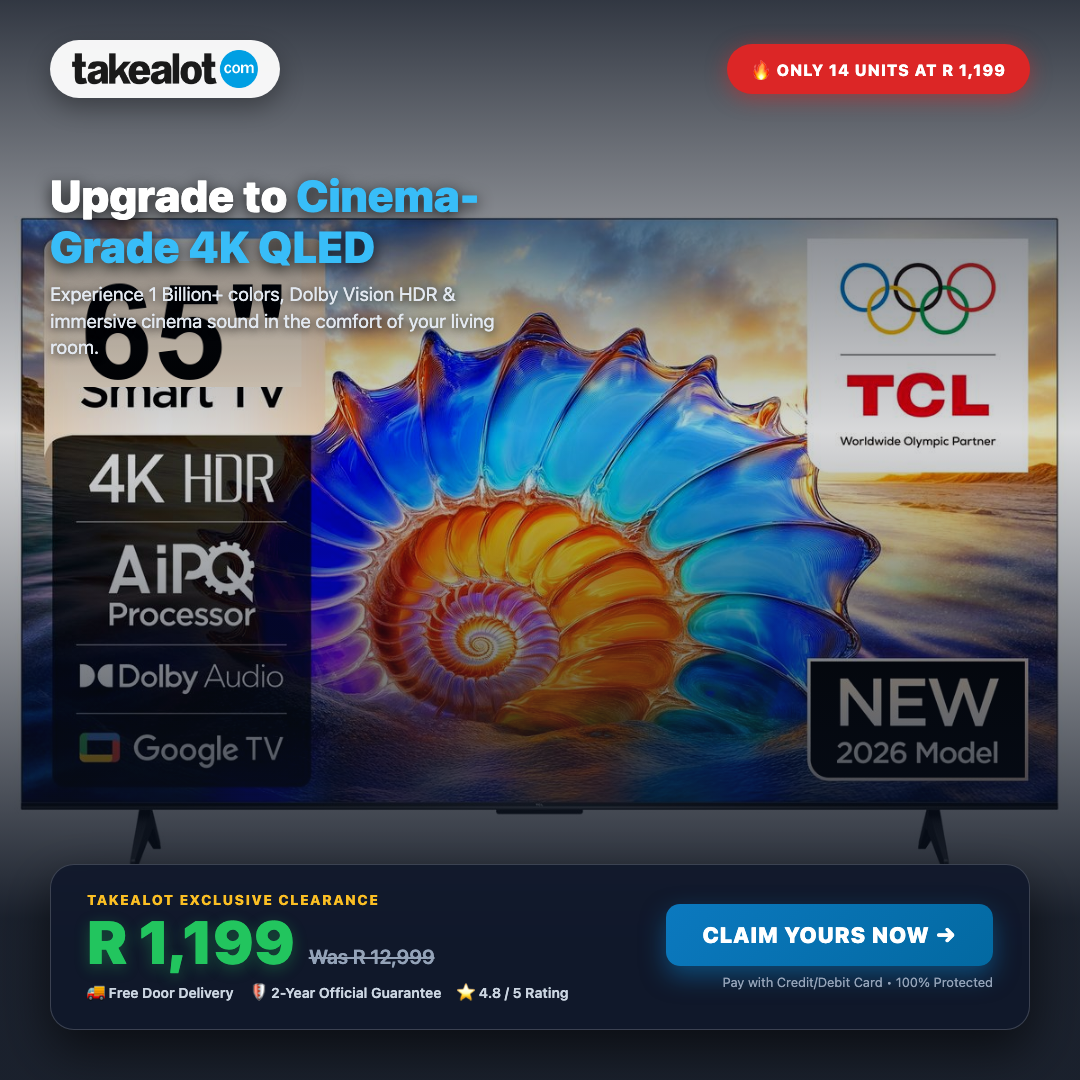 takealot com
🔥 ONLY 14 UNITS AT R 1,199
Upgrade to Cinema-
Grade 4K QLED
Experience 1 Billion+ colors, Dolby Vision HDR &
immersive cinema sound in the comfort of your living
room.
65"
Smart TV
4K HDR
AiPQ
Processor
Dolby Audio
Google TV
TCL
Worldwide Olympic Partner
NEW
2026 Model
TAKEALOT EXCLUSIVE CLEARANCE
R 1,199 Was R 12,999
🚚 Free Door Delivery 🛡️ 2-Year Official Guarantee ⭐ 4.8 / 5 Rating
CLAIM YOURS NOW →
Pay with Credit/Debit Card • 100% Protected